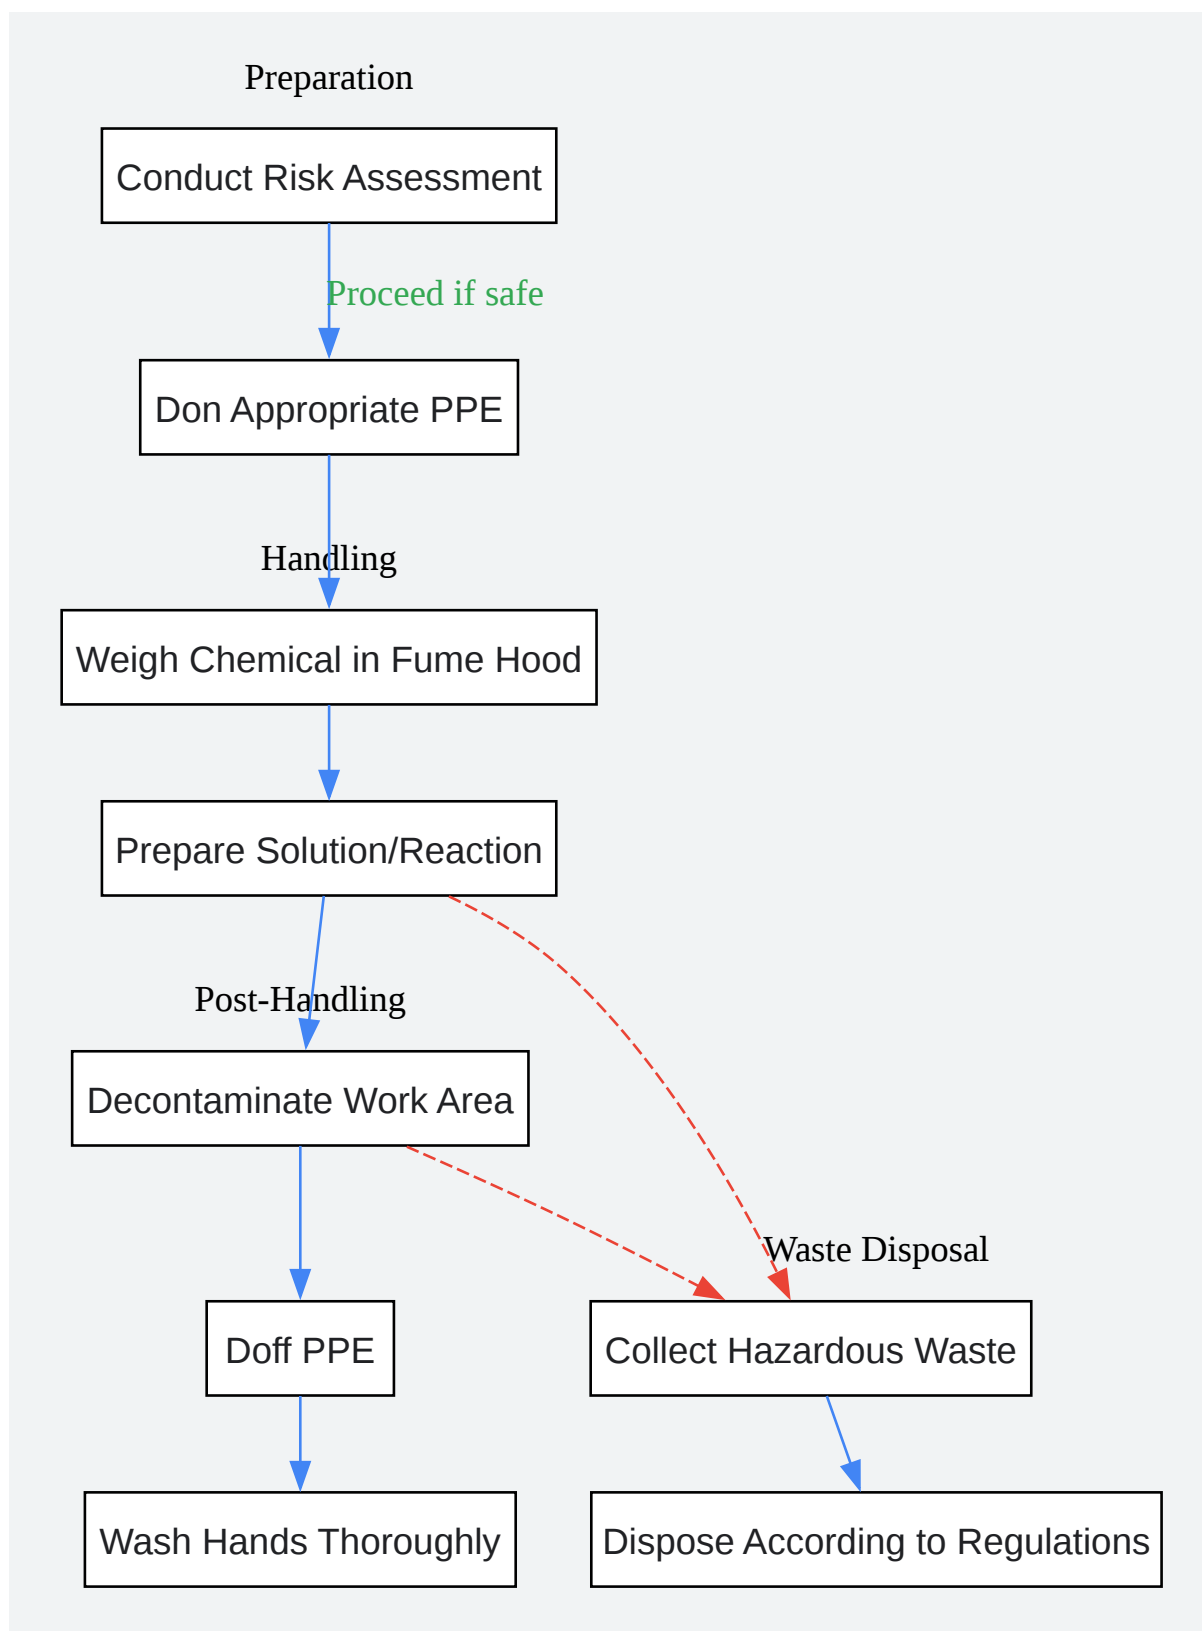 Preparation
Conduct Risk Assessment
Proceed if safe
Don Appropriate PPE
Handling
Weigh Chemical in Fume Hood
Prepare Solution/Reaction
Post-Handling
Decontaminate Work Area
Waste Disposal
Doff PPE
Collect Hazardous Waste
Wash Hands Thoroughly
Dispose According to Regulations